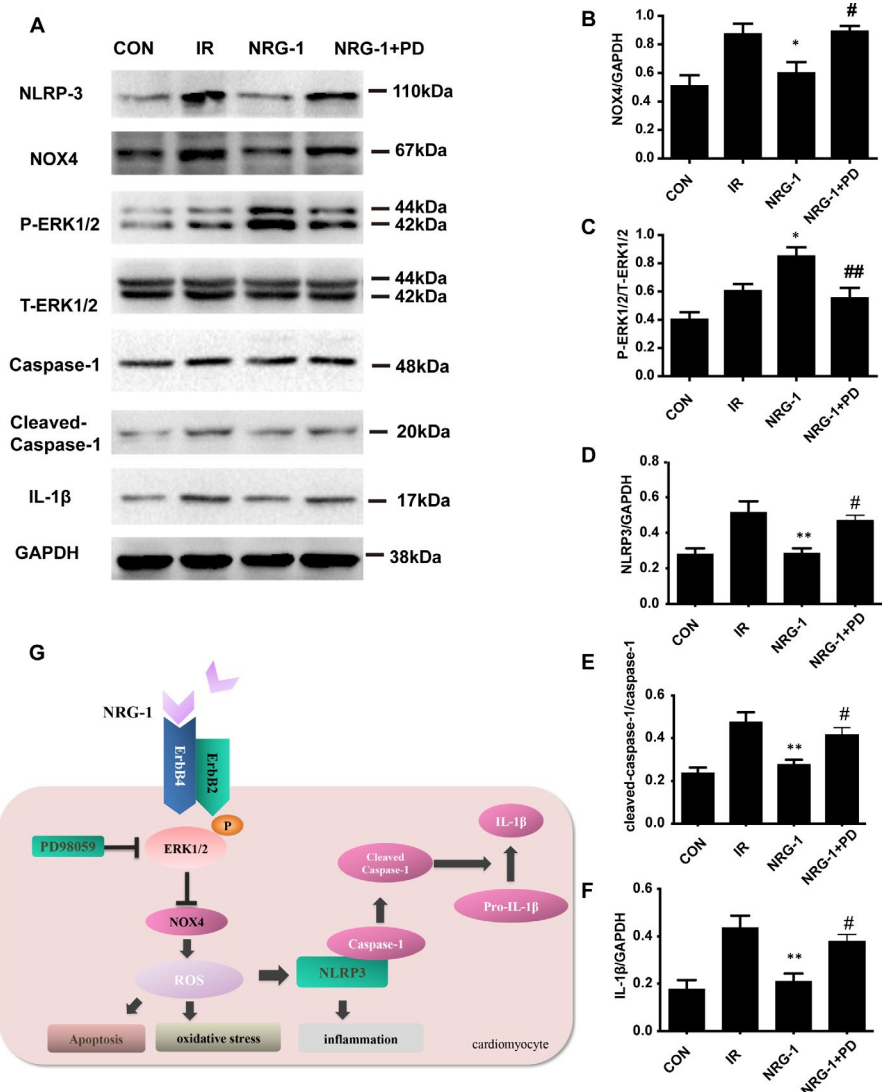 A
CON IR NRG-1 NRG-1+PD
NLRP-3
110kDa
NOX4
67kDa
P-ERK1/2
44kDa
42kDa
T-ERK1/2
44kDa
42kDa
Caspase-1
48kDa
Cleaved-
Caspase-1
20kDa
IL-1β
17kDa
GAPDH
38kDa
B
NOX4/GAPDH
1.0
0.8
0.6
0.4
0.2
0.0
*
#
CON IR NRG-1 NRG-1+PD
C
P-ERK1/2/T-ERK1/2
1.0
0.8
0.6
0.4
0.2
0.0
*
##
CON IR NRG-1 NRG-1+PD
D
NLRP3/GAPDH
0.8
0.6
0.4
0.2
0.0
**
#
CON IR NRG-1 NRG-1+PD
E
cleaved-caspase-1/caspase-1
0.6
0.4
0.2
0.0
**
#
CON IR NRG-1 NRG-1+PD
F
IL-1β/GAPDH
0.6
0.4
0.2
0.0
**
#
CON IR NRG-1 NRG-1+PD
G
NRG-1
ErbB4
ErbB2
P
PD98059
ERK1/2
NOX4
ROS
Apoptosis
oxidative stress
NLRP3
Caspase-1
Cleaved
Caspase-1
IL-1β
Pro-IL-1β
inflammation
cardiomyocyte